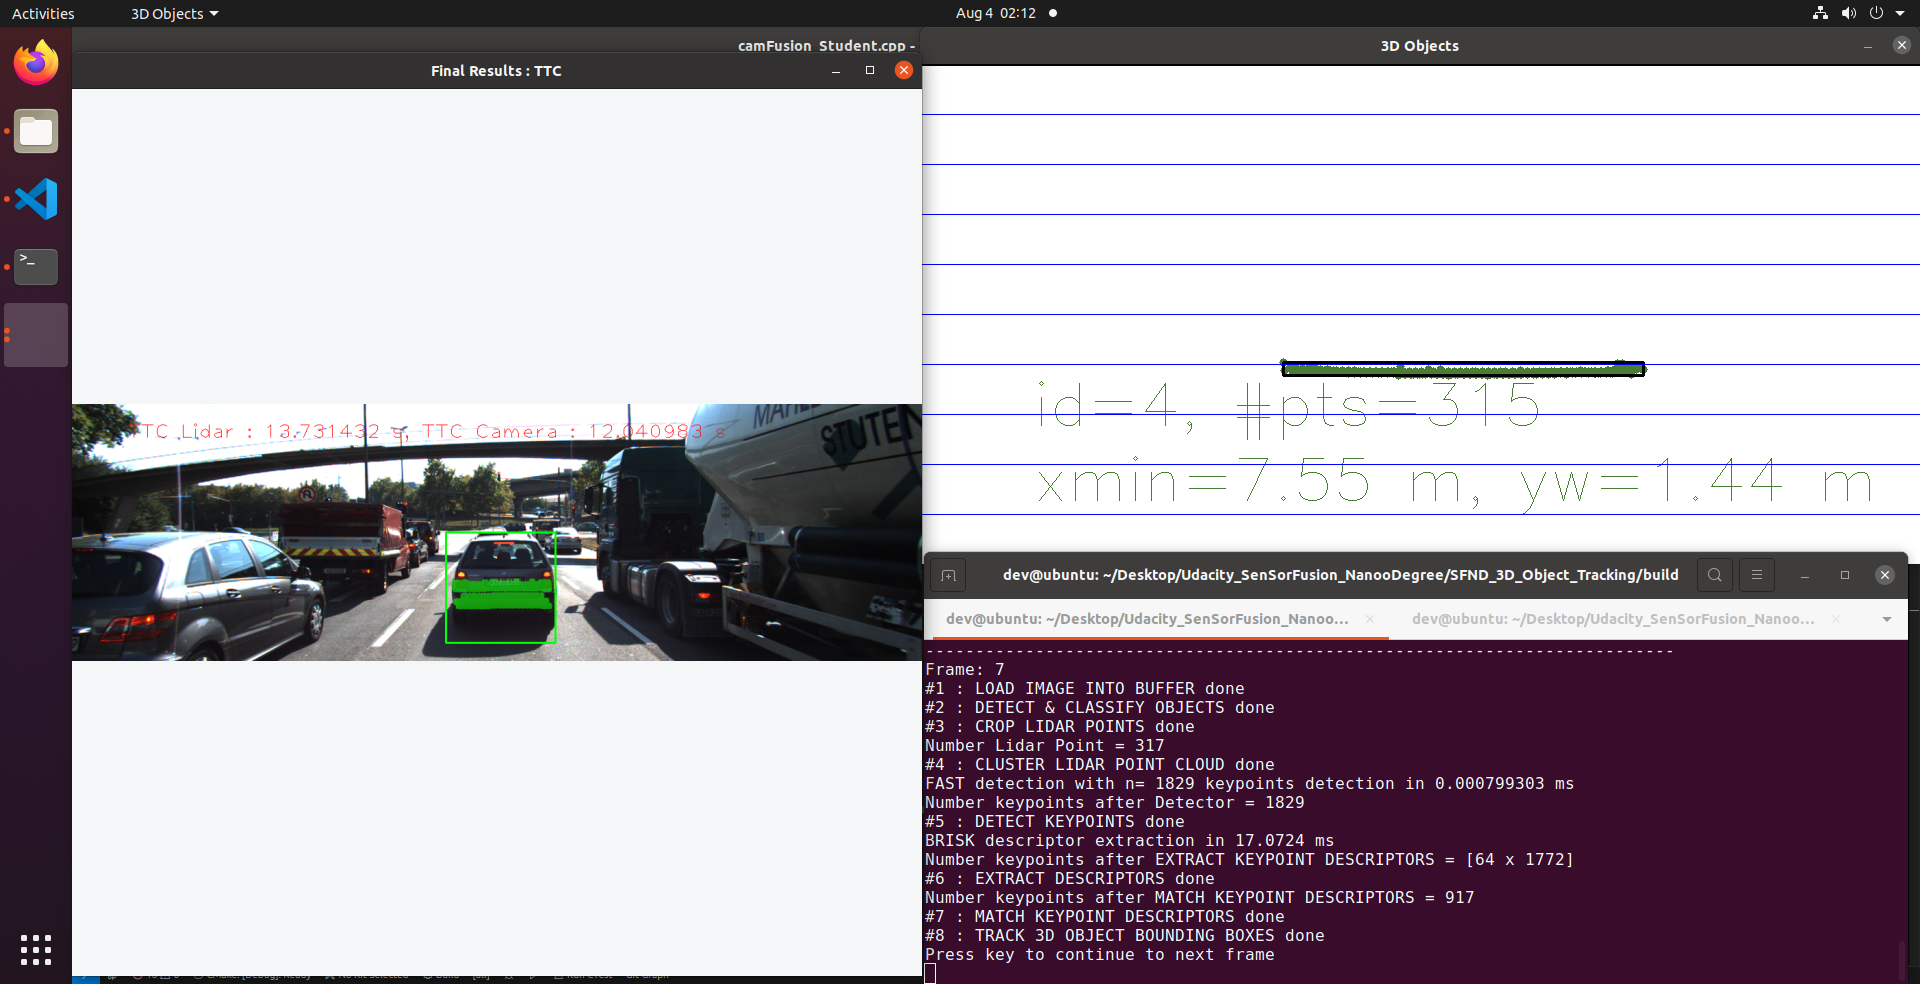 Activities
3D Objects
Aug 4 02:12
camFusion_Student.cpp -
Final Results : TTC
3D Objects
TTC Lidar : 13.731432 s, TTC Camera : 12.040983 s
STUTEN
id=4, #pts=315
xmin=7.55 m, yw=1.44 m
dev@ubuntu: ~/Desktop/Udacity_SenSorFusion_NanooDegree/SFND_3D_Object_Tracking/build
dev@ubuntu: ~/Desktop/Udacity_SenSorFusion_Nanoo...
dev@ubuntu: ~/Desktop/Udacity_SenSorFusion_Nanoo...
---------------------------------------------------------------------------
Frame: 7
#1 : LOAD IMAGE INTO BUFFER done
#2 : DETECT & CLASSIFY OBJECTS done
#3 : CROP LIDAR POINTS done
Number Lidar Point = 317
#4 : CLUSTER LIDAR POINT CLOUD done
FAST detection with n= 1829 keypoints detection in 0.000799303 ms
Number keypoints after Detector = 1829
#5 : DETECT KEYPOINTS done
BRISK descriptor extraction in 17.0724 ms
Number keypoints after EXTRACT KEYPOINT DESCRIPTORS = [64 x 1772]
#6 : EXTRACT DESCRIPTORS done
Number keypoints after MATCH KEYPOINT DESCRIPTORS = 917
#7 : MATCH KEYPOINT DESCRIPTORS done
#8 : TRACK 3D OBJECT BOUNDING BOXES done
Press key to continue to next frame